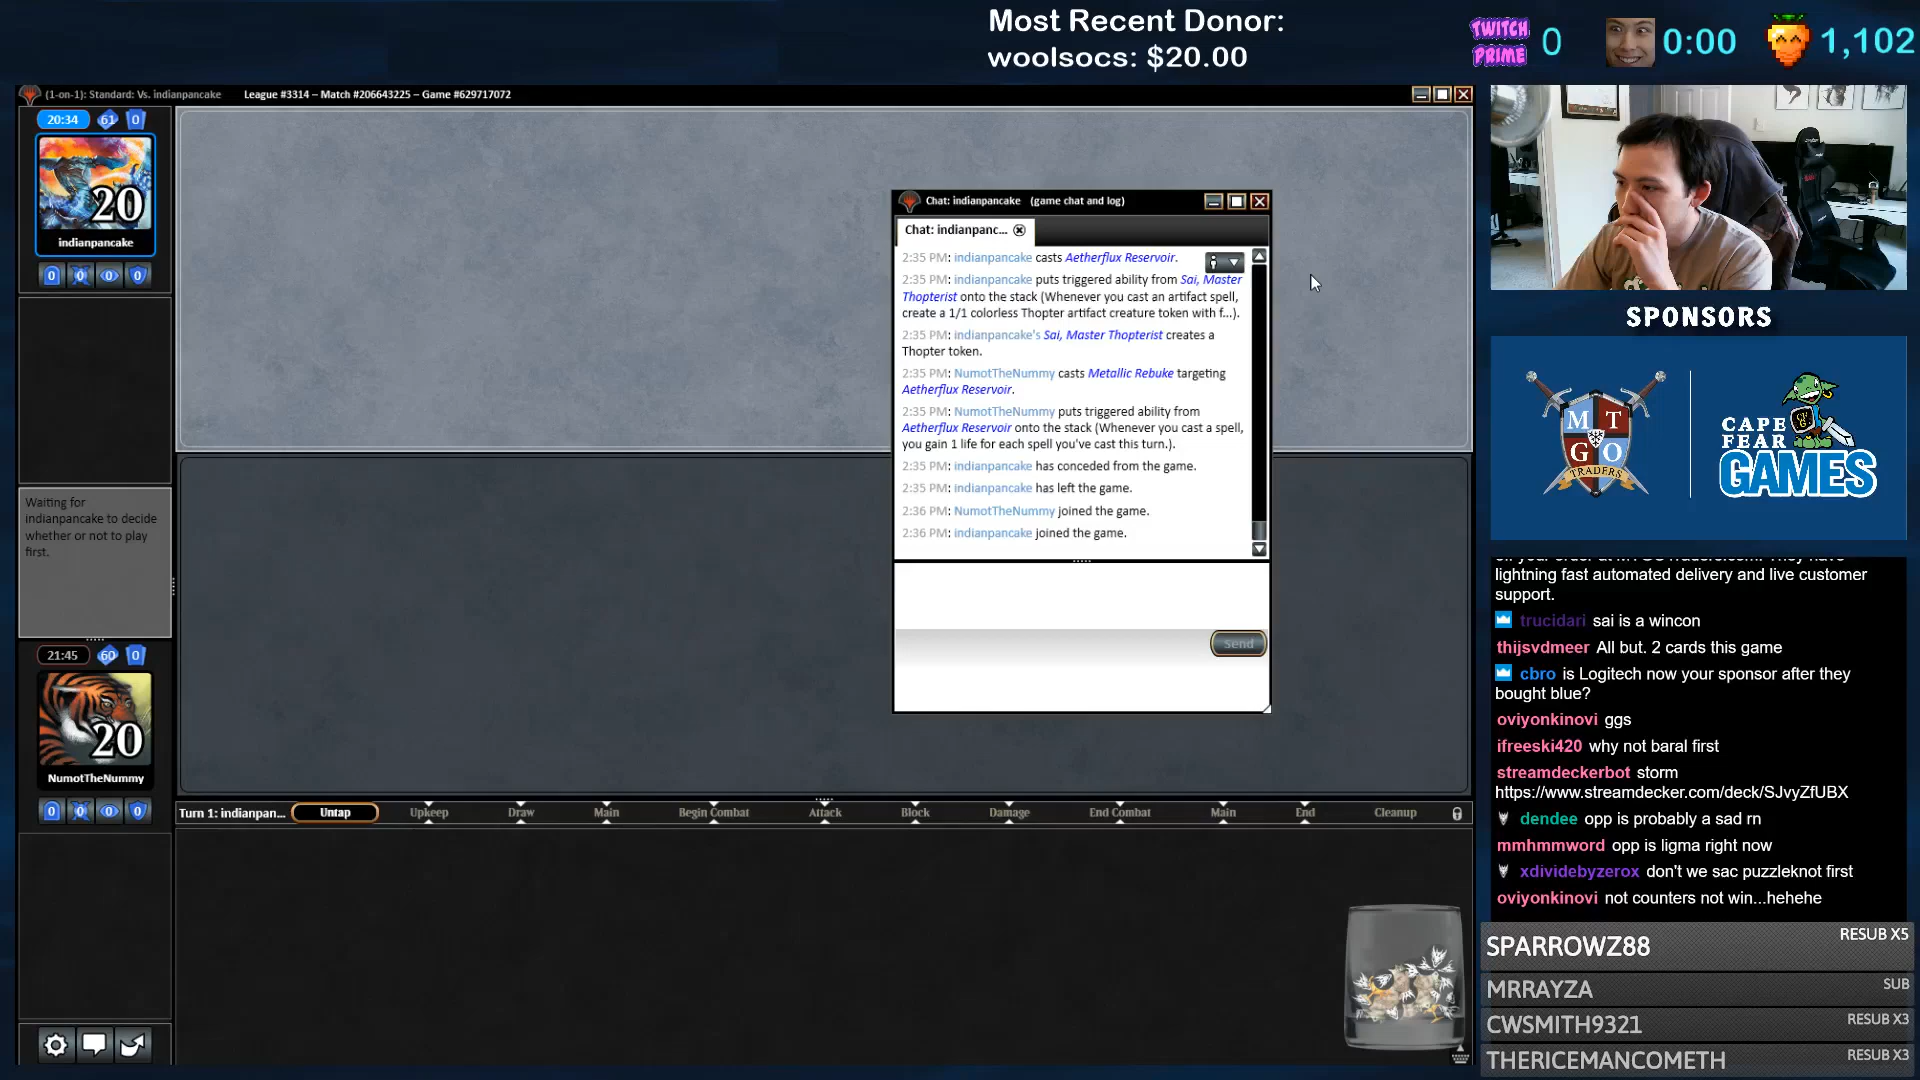 Most Recent Donor:
woolsocs: $20.00
TWITCH
PRIME
0
0:00
1,102
(1-on-1): Standard: Vs. indianpancake
League #3314 – Match #206643225 – Game #629717072
20:34
61
0
20
indianpancake
0
0
0
0
Waiting for
indianpancake to decide
whether or not to play
first.
21:45
60
0
20
NumotTheNummy
0
0
0
0
Chat: indianpancake (game chat and log)
Chat: indianpanc...
2:35 PM: indianpancake casts Aetherflux Reservoir.
2:35 PM: indianpancake puts triggered ability from Sai, Master
Thopterist onto the stack (Whenever you cast an artifact spell,
create a 1/1 colorless Thopter artifact creature token with f...).
2:35 PM: indianpancake's Sai, Master Thopterist creates a
Thopter token.
2:35 PM: NumotTheNummy casts Metallic Rebuke targeting
Aetherflux Reservoir.
2:35 PM: NumotTheNummy puts triggered ability from
Aetherflux Reservoir onto the stack (Whenever you cast a spell,
you gain 1 life for each spell you've cast this turn.).
2:35 PM: indianpancake has conceded from the game.
2:35 PM: indianpancake has left the game.
2:36 PM: NumotTheNummy joined the game.
2:36 PM: indianpancake joined the game.
Send
Turn 1: indianpan...
Untap
Upkeep
Draw
Main
Begin Combat
Attack
Block
Damage
End Combat
Main
End
Cleanup
SPONSORS
M T
G O
TRADERS
CAPE
FEAR
GAMES
lightning fast automated delivery and live customer
support.
trucidari sai is a wincon
thijsvdmeer All but. 2 cards this game
cbro is Logitech now your sponsor after they
bought blue?
oviyonkinovi ggs
ifreeski420 why not baral first
streamdeckerbot storm
https://www.streamdecker.com/deck/SJvyZfUBX
dendee opp is probably a sad rn
mmhmmword opp is ligma right now
xdividebyzerox don't we sac puzzleknot first
oviyonkinovi not counters not win...hehehe
SPARROWZ88
RESUB X5
MRRAYZA
SUB
CWSMITH9321
RESUB X3
THERICEMANCOMETH
RESUB X3